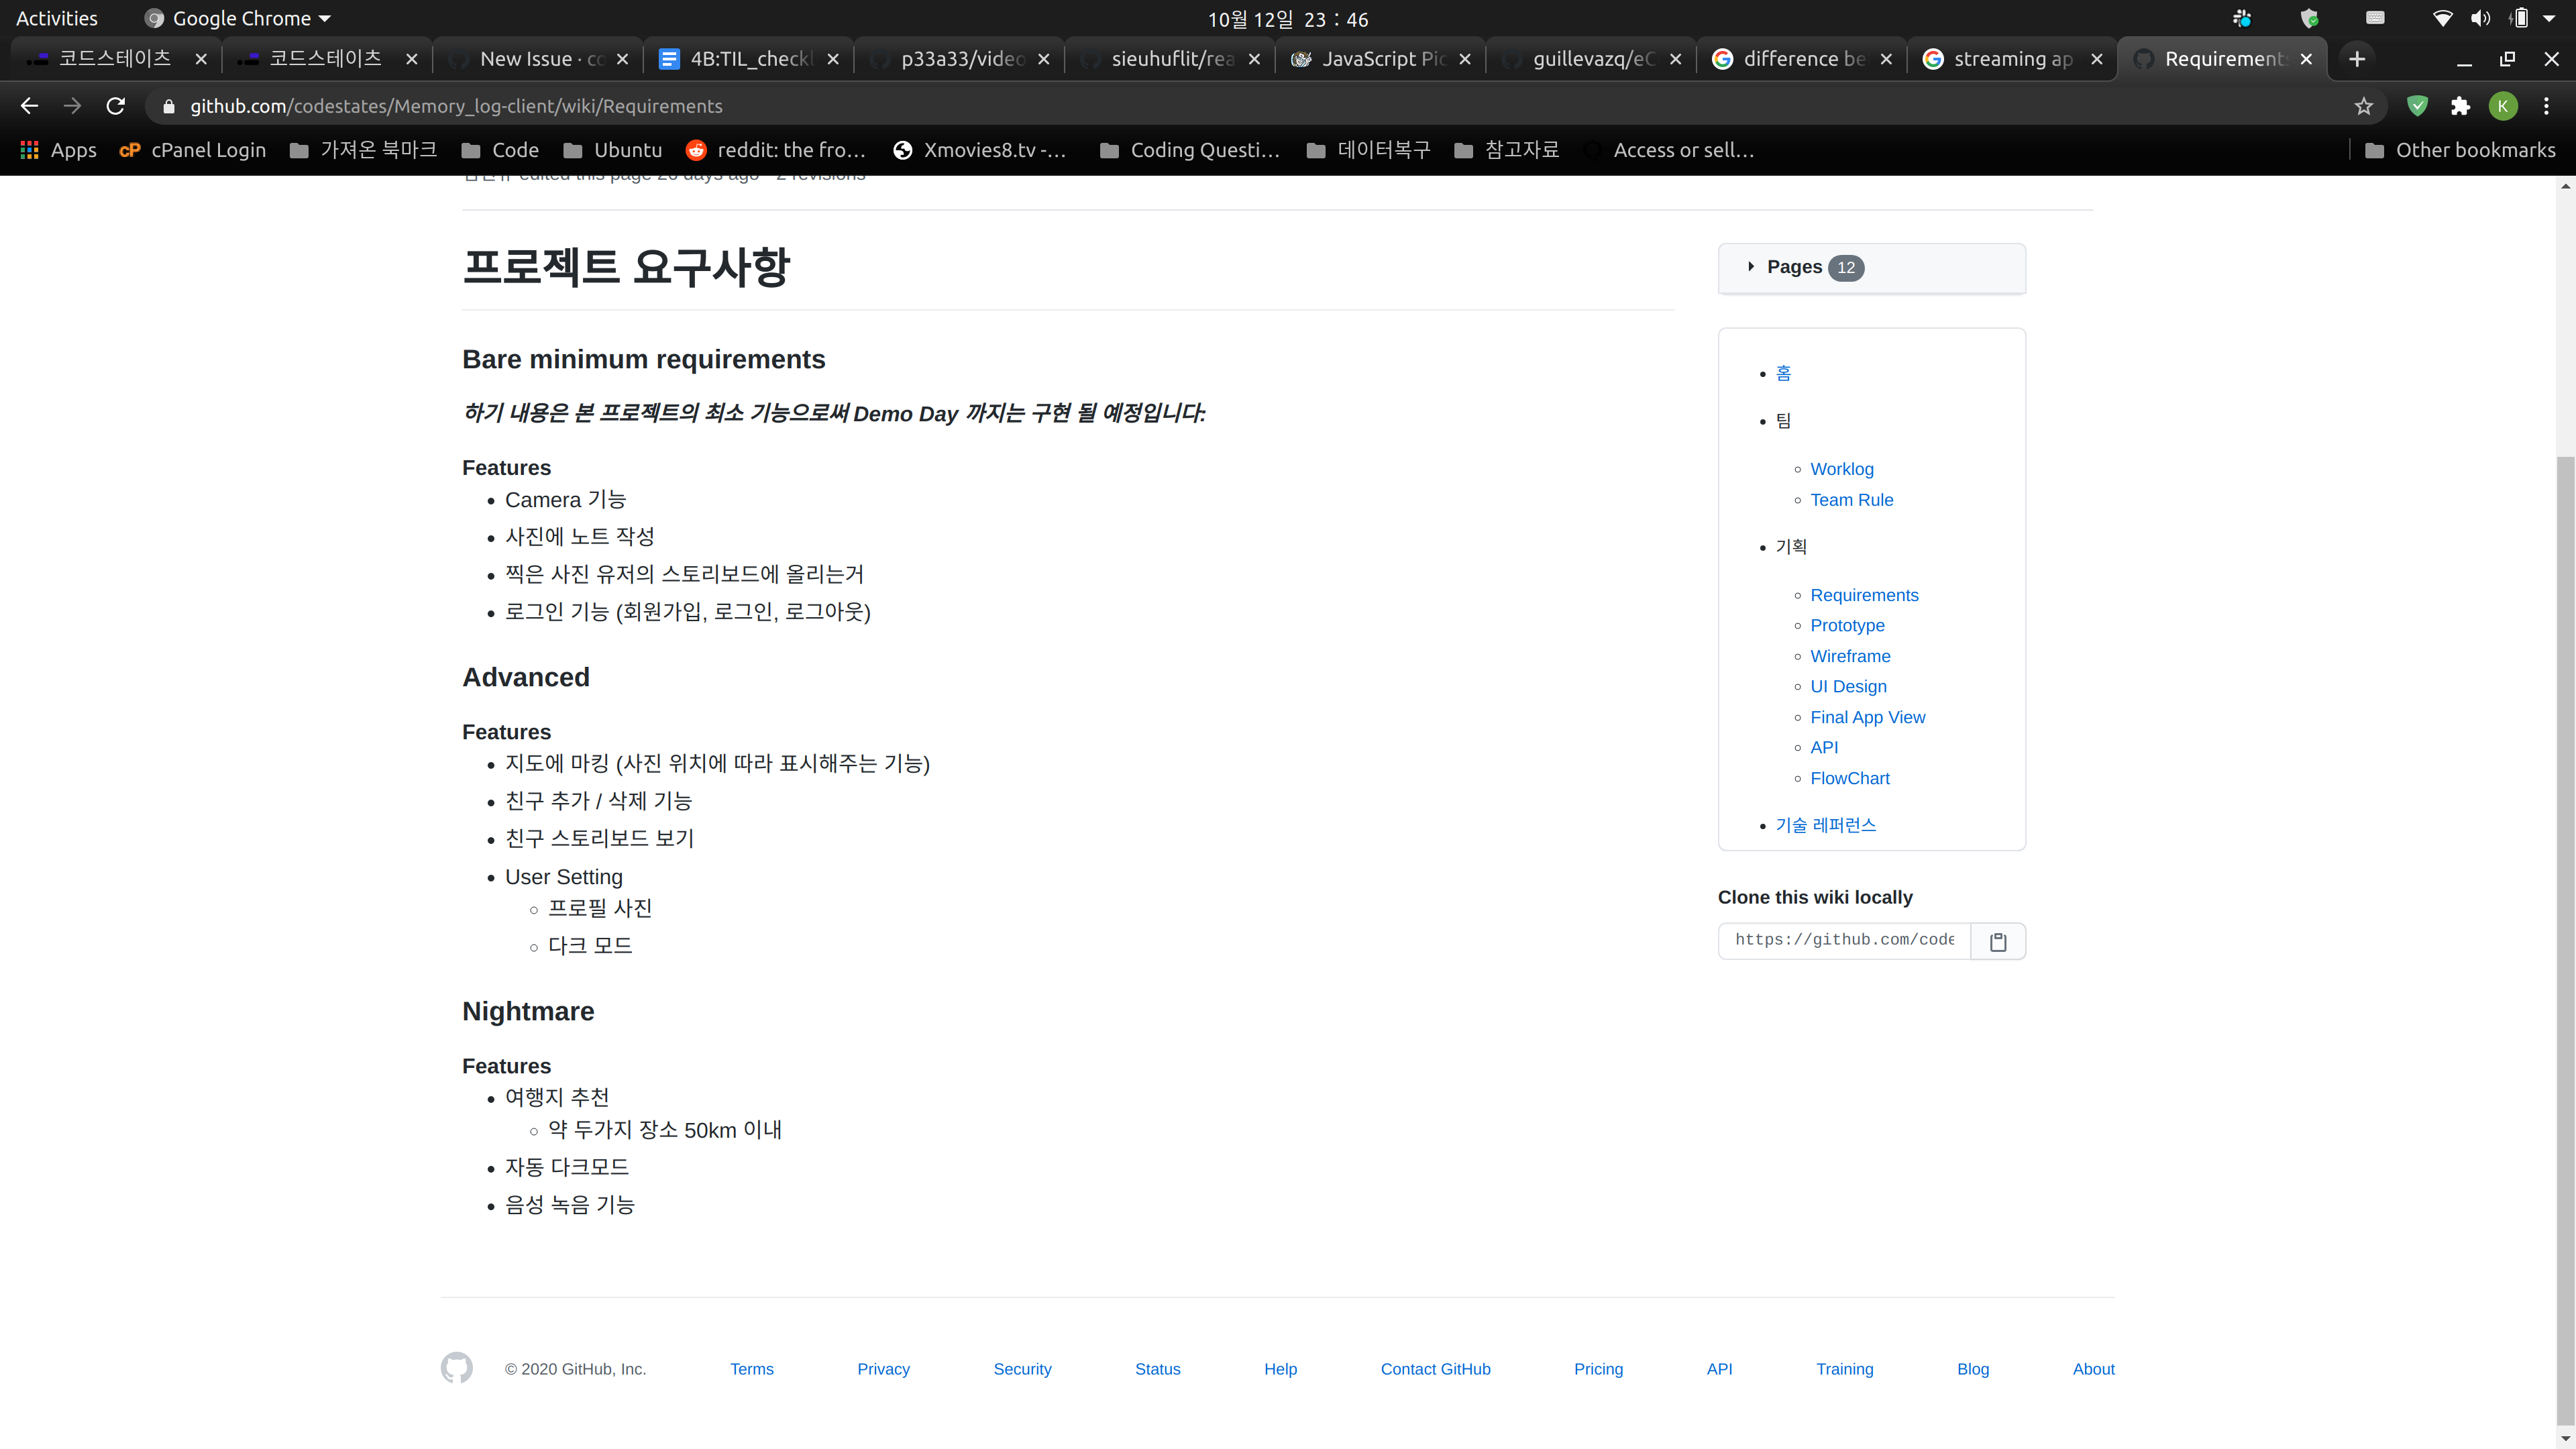 Activities
Google Chrome
10월 12일 23 : 46
코드스테이츠
코드스테이츠
New Issue · co
4B:TIL_checkl
p33a33/video
sieuhuflit/rea
JavaScript Pic
guillevazq/eC
difference be
streaming ap
Requirements
github.com/codestates/Memory_log-client/wiki/Requirements
K
Apps
cPanel Login
가져온 북마크
Code
Ubuntu
reddit: the fro...
Xmovies8.tv -...
Coding Questi...
데이터복구
참고자료
Access or sell...
Other bookmarks
edited this page 20 days ago · 2 revisions
프로젝트 요구사항
Bare minimum requirements
하기 내용은 본 프로젝트의 최소 기능으로써 Demo Day 까지는 구현 될 예정입니다:
Features
Camera 기능
사진에 노트 작성
찍은 사진 유저의 스토리보드에 올리는거
로그인 기능 (회원가입, 로그인, 로그아웃)
Advanced
Features
지도에 마킹 (사진 위치에 따라 표시해주는 기능)
친구 추가 / 삭제 기능
친구 스토리보드 보기
User Setting
프로필 사진
다크 모드
Nightmare
Features
여행지 추천
약 두가지 장소 50km 이내
자동 다크모드
음성 녹음 기능
Pages 12
홈
팀
Worklog
Team Rule
기획
Requirements
Prototype
Wireframe
UI Design
Final App View
API
FlowChart
기술 레퍼런스
Clone this wiki locally
https://github.com/code
© 2020 GitHub, Inc.
Terms
Privacy
Security
Status
Help
Contact GitHub
Pricing
API
Training
Blog
About